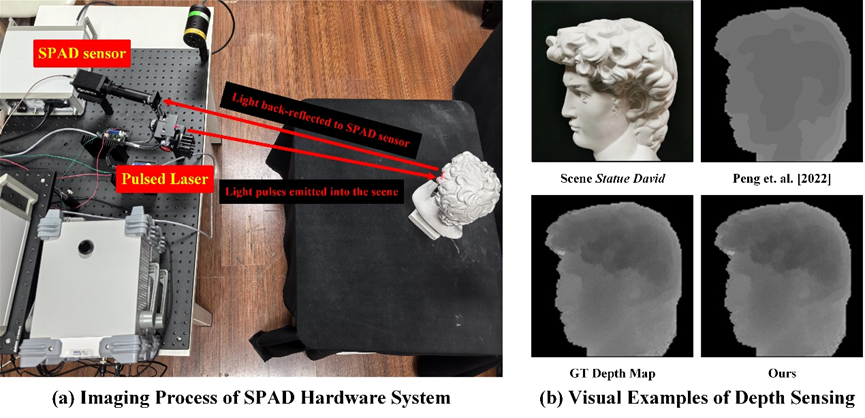 SPAD sensor
Light back-reflected to SPAD sensor
Pulsed Laser
Light pulses emitted into the scene
(a) Imaging Process of SPAD Hardware System
Scene Statue David
Peng et. al. [2022]
GT Depth Map
Ours
(b) Visual Examples of Depth Sensing